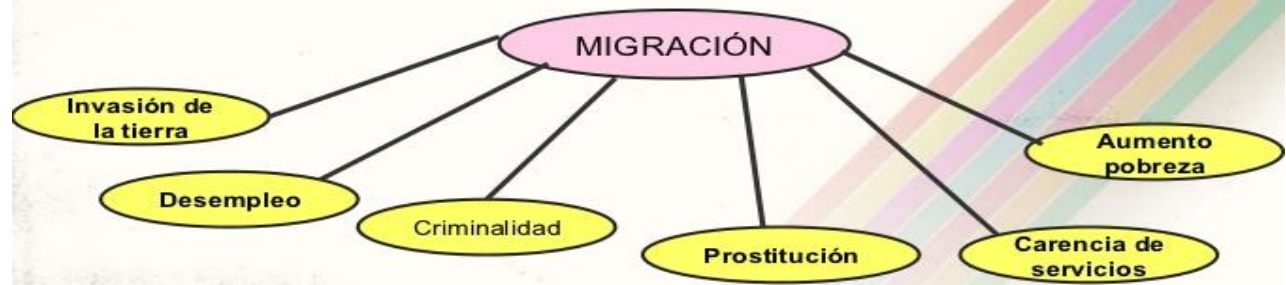 MIGRACIÓN
Invasión de
la tierra
Desempleo
Criminalidad
Prostitución
Carencia de
servicios
Aumento
pobreza